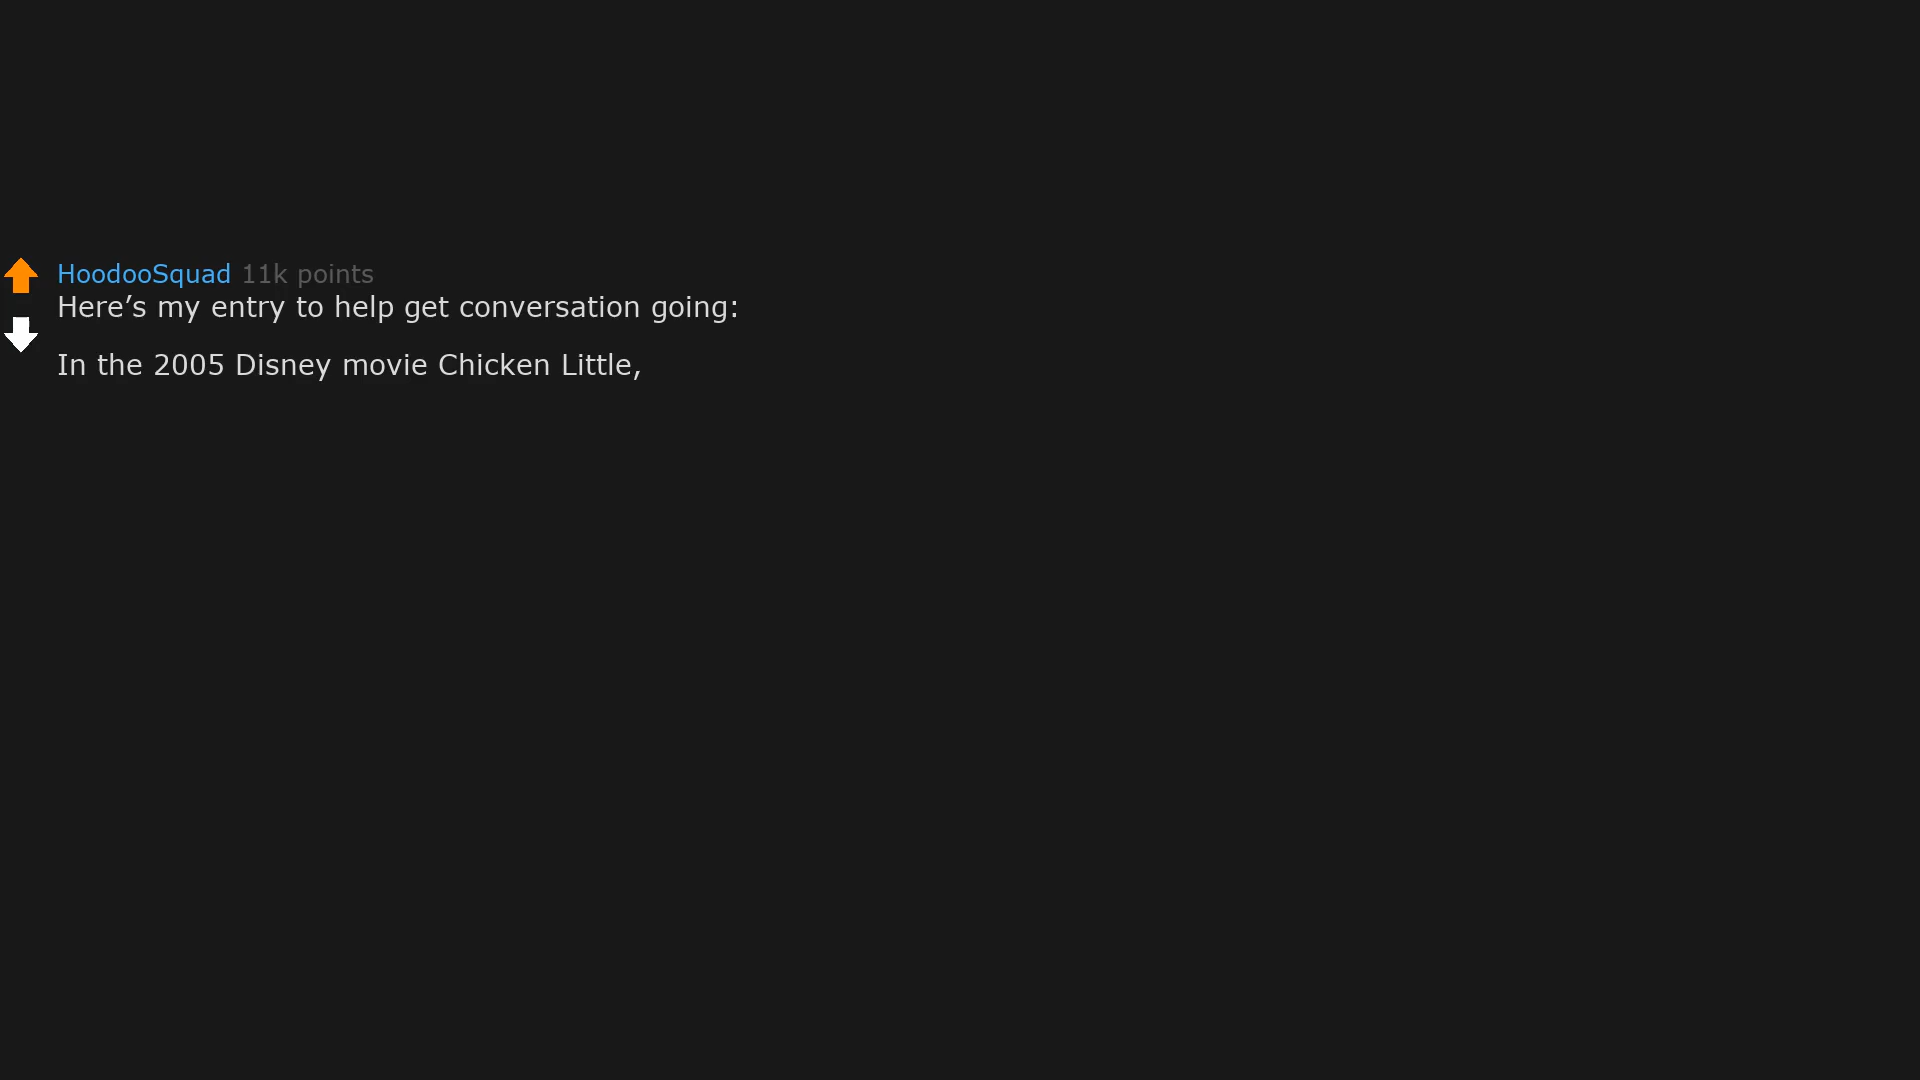 HoodooSquad 11k points
Here’s my entry to help get conversation going:
In the 2005 Disney movie Chicken Little,